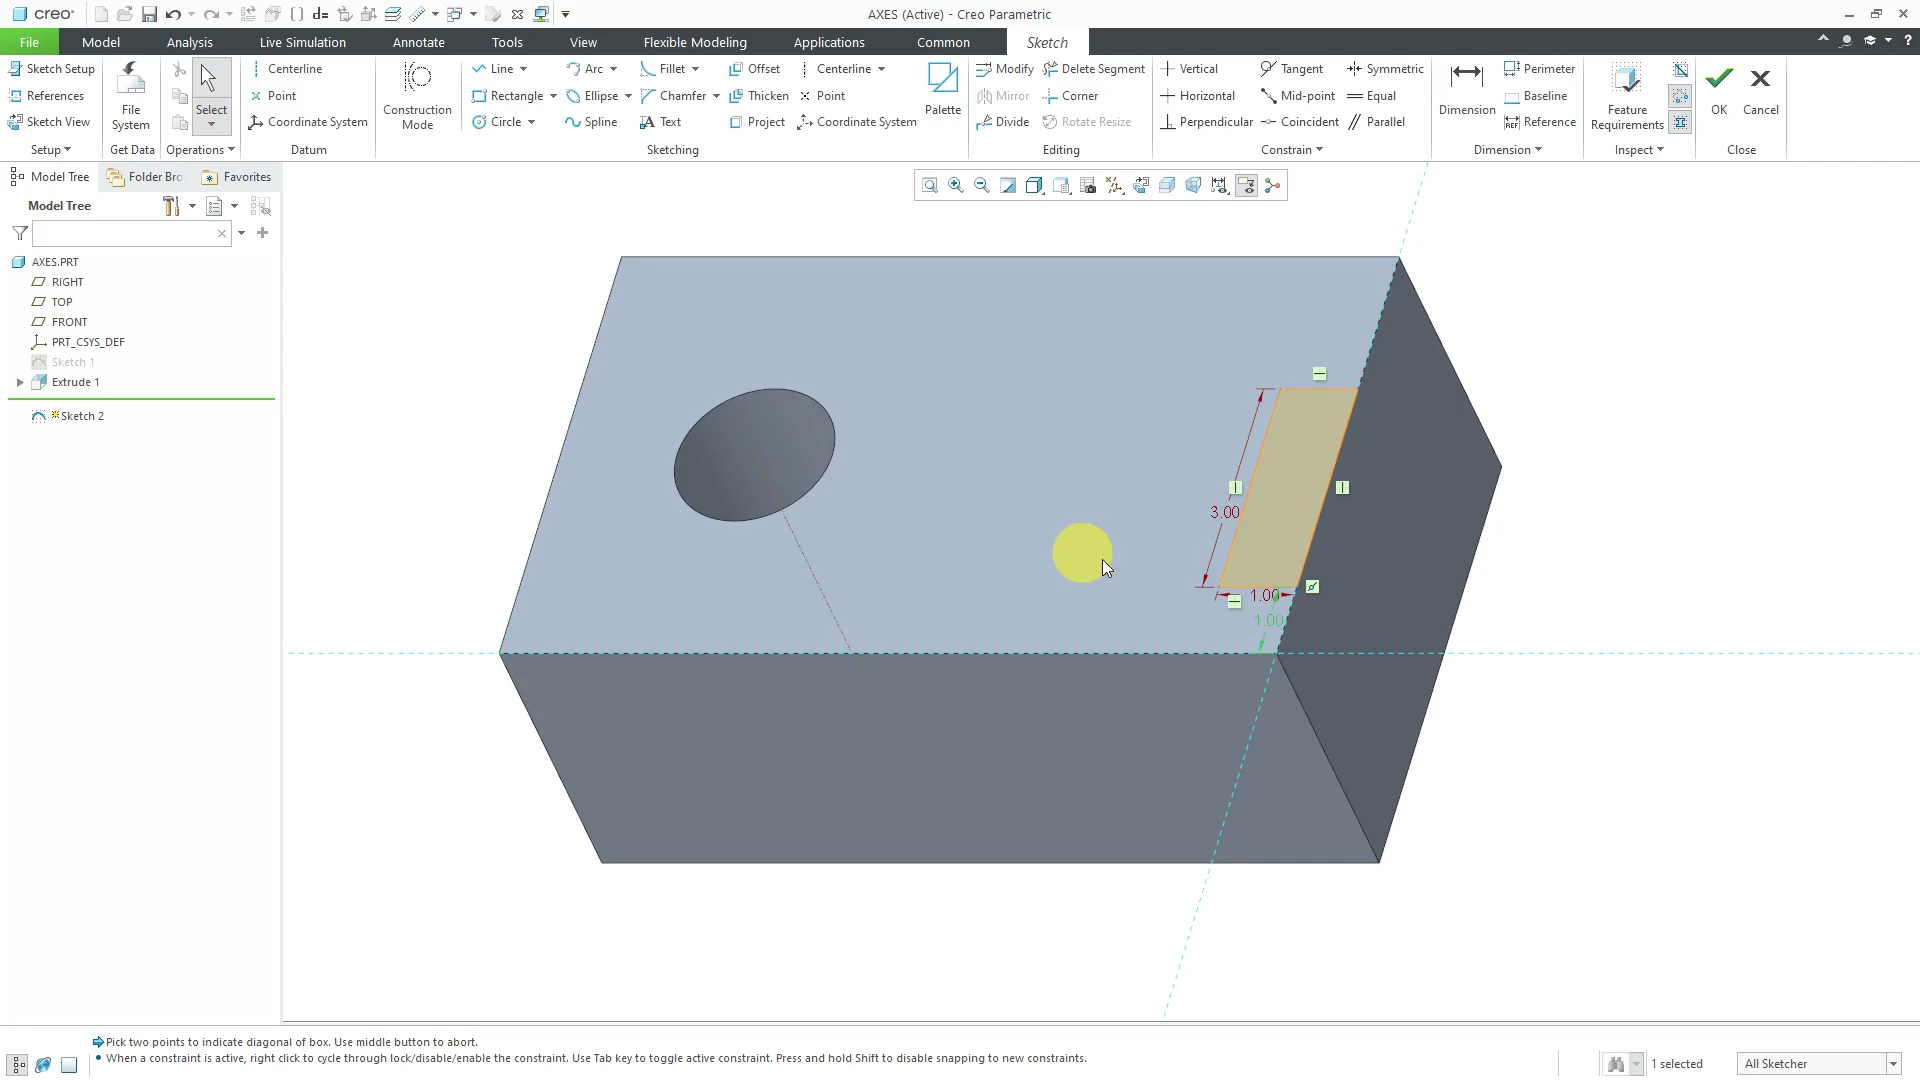 creo
AXES (Active) - Creo Parametric
File
Model
Analysis
Live Simulation
Annotate
Tools
View
Flexible Modeling
Applications
Common
Sketch
Sketch Setup
References
Sketch View
Setup
File
System
Get Data
Select
Operations
Centerline
Point
Coordinate System
Datum
Construction
Mode
Line
Arc
Fillet
Offset
Centerline
Rectangle
Ellipse
Chamfer
Thicken
Point
Circle
Spline
Text
Project
Coordinate System
Palette
Sketching
Modify
Delete Segment
Mirror
Corner
Divide
Rotate Resize
Editing
Vertical
Tangent
Symmetric
Horizontal
Mid-point
Equal
Perpendicular
Coincident
Parallel
Constrain
Dimension
Perimeter
Baseline
Reference
Dimension
Feature
Requirements
Inspect
OK
Cancel
Close
Model Tree
Folder Bro
Favorites
Model Tree
AXES.PRT
RIGHT
TOP
FRONT
PRT_CSYS_DEF
Sketch 1
Extrude 1
Sketch 2
3.00
1.00
1.00
Pick two points to indicate diagonal of box. Use middle button to abort.
• When a constraint is active, right click to cycle through lock/disable/enable the constraint. Use Tab key to toggle active constraint. Press and hold Shift to disable snapping to new constraints.
1 selected
All Sketcher